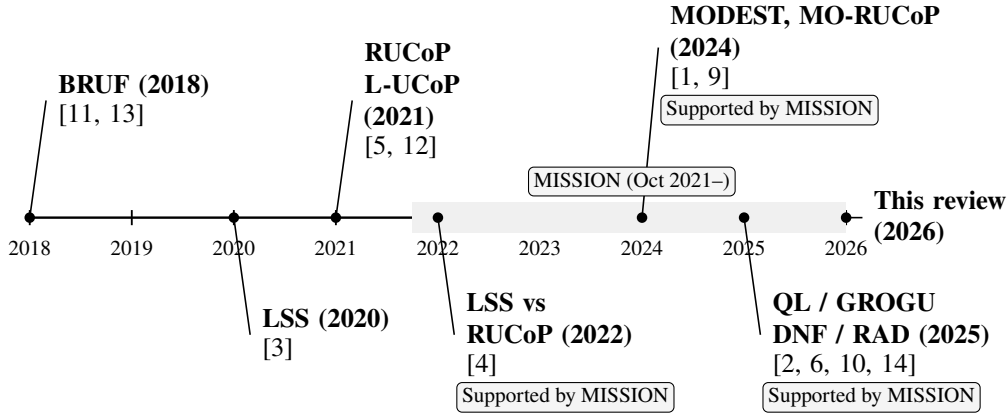 MODEST, MO-RUCoP
(2024)
[1, 9]
Supported by MISSION
RUCoP
L-UCoP
(2021)
[5, 12]
BRUF (2018)
[11, 13]
MISSION (Oct 2021–)
This review
(2026)
2018 2019 2020 2021 2022 2023 2024 2025 2026
LSS (2020)
[3]
LSS vs
RUCoP (2022)
[4]
Supported by MISSION
QL / GROGU
DNF / RAD (2025)
[2, 6, 10, 14]
Supported by MISSION